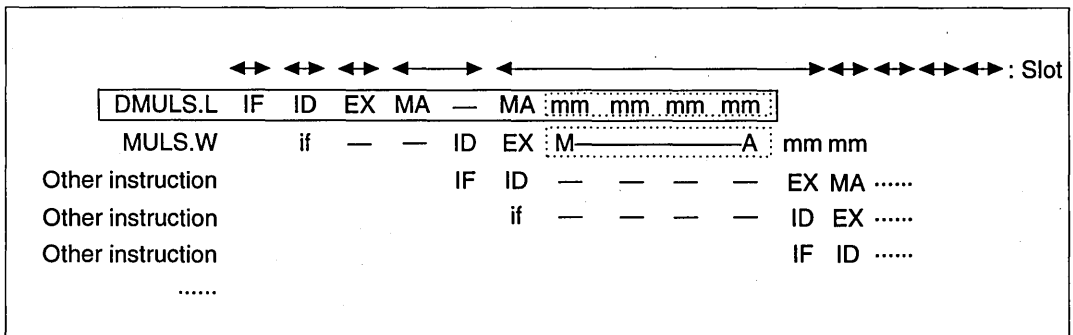 : Slot
DMULS.L IF ID EX MA — MA mm mm mm mm
MULS.W if — — ID EX M———A mm mm
Other instruction IF ID — — — — EX MA ······
Other instruction if — — — — ID EX ······
Other instruction IF ID ······
······